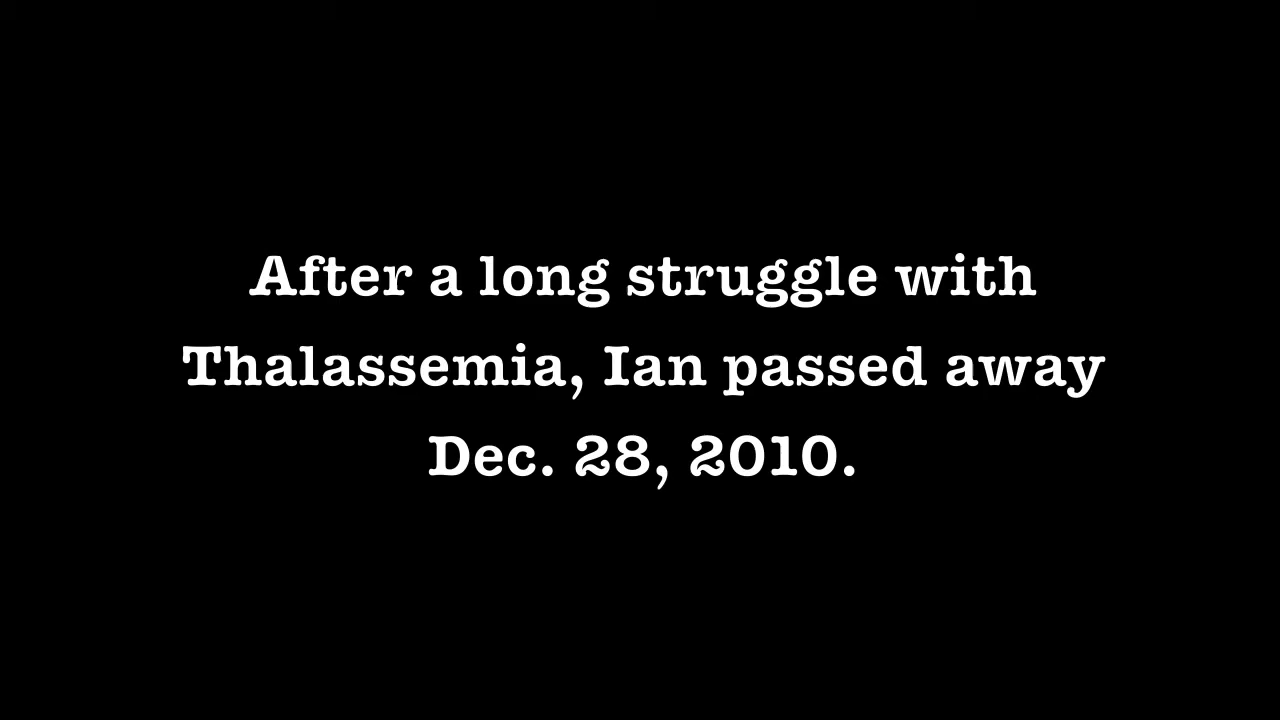 After a long struggle with
Thalassemia, Ian passed away
Dec. 28, 2010.